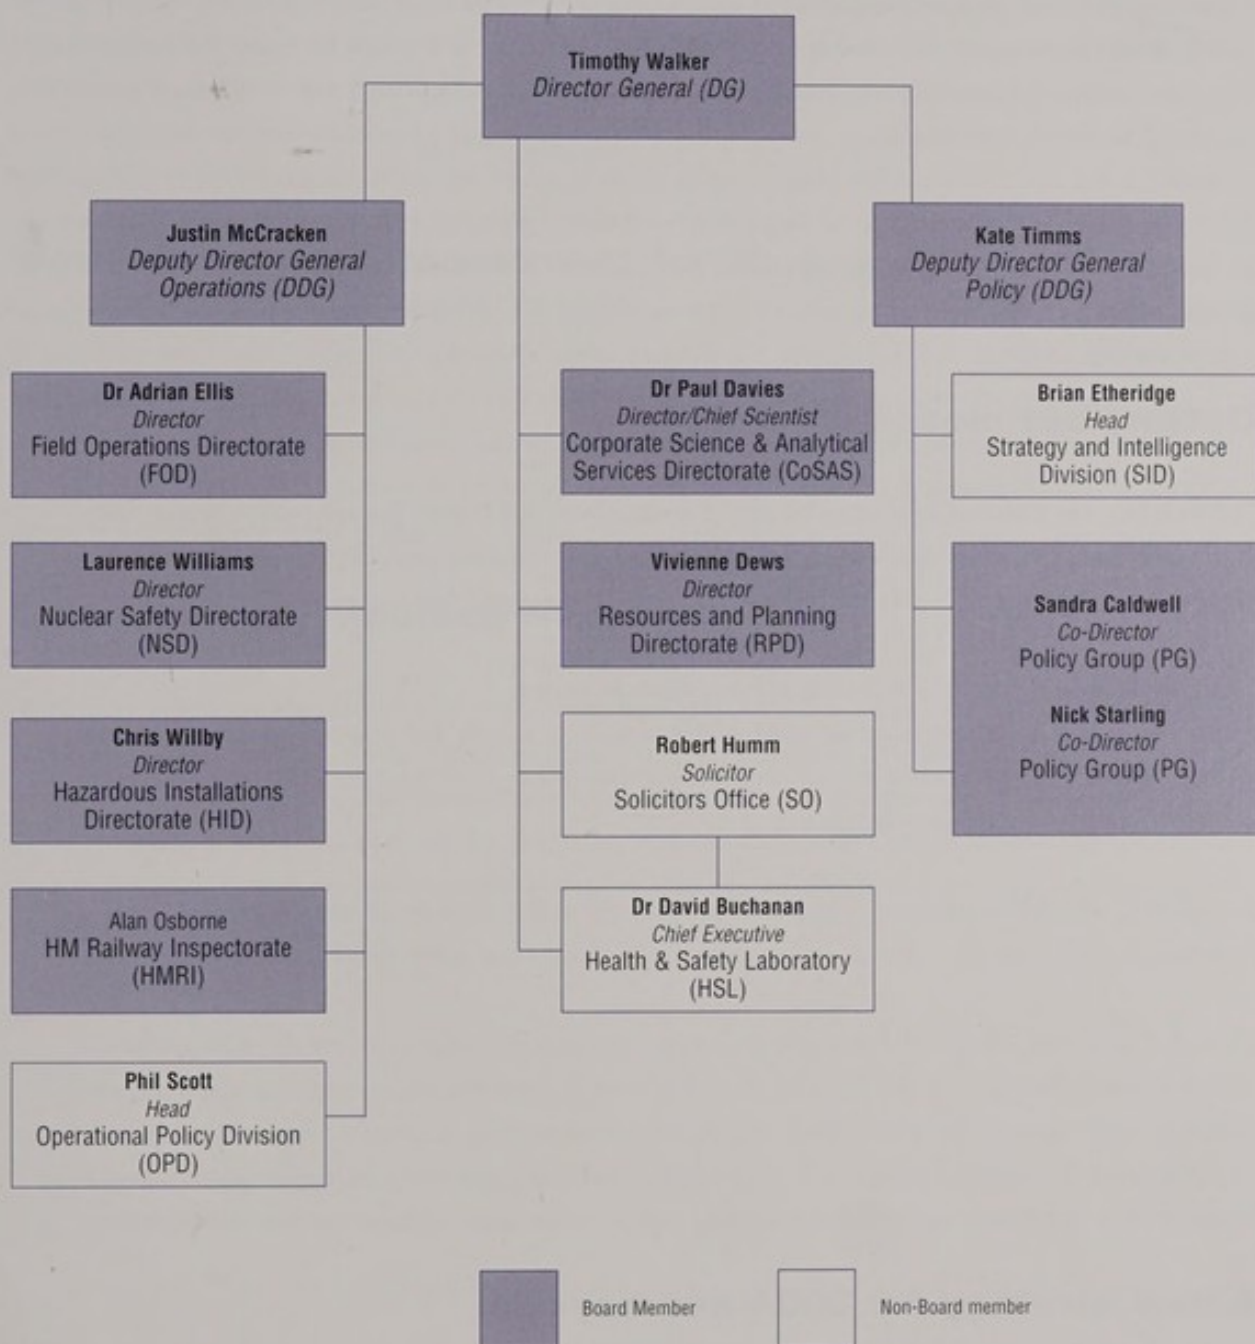 Timothy Walker
Director General (DG)
Justin McCracken
Deputy Director General
Operations (DDG)
Kate Timms
Deputy Director General
Policy (DDG)
Dr Adrian Ellis
Director
Field Operations Directorate
(FOD)
Laurence Williams
Director
Nuclear Safety Directorate
(NSD)
Chris Willby
Director
Hazardous Installations
Directorate (HID)
Alan Osborne
HM Railway Inspectorate
(HMRI)
Phil Scott
Head
Operational Policy Division
(OPD)
Dr Paul Davies
Director/Chief Scientist
Corporate Science & Analytical
Services Directorate (CoSAS)
Vivienne Dews
Director
Resources and Planning
Directorate (RPD)
Robert Humm
Solicitor
Solicitors Office (SO)
Dr David Buchanan
Chief Executive
Health & Safety Laboratory
(HSL)
Brian Etheridge
Head
Strategy and Intelligence
Division (SID)
Sandra Caldwell
Co-Director
Policy Group (PG)
Nick Starling
Co-Director
Policy Group (PG)
Board Member
Non-Board member